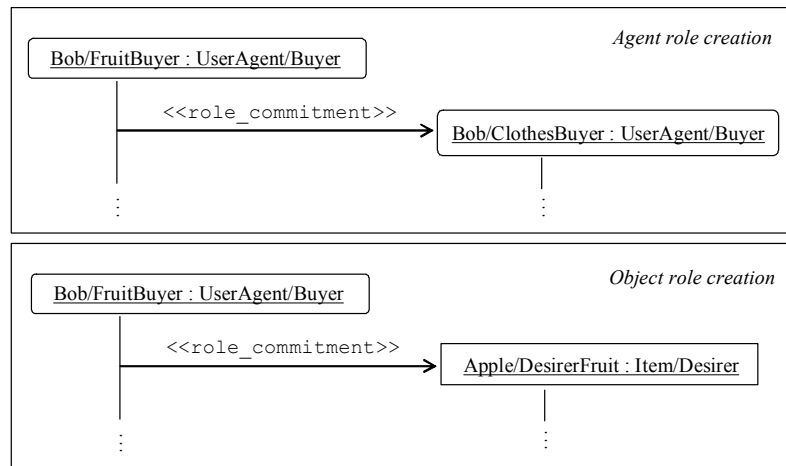 Agent role creation
Bob/FruitBuyer : UserAgent/Buyer
<<role_commitment>>
Bob/ClothesBuyer : UserAgent/Buyer
Object role creation
Bob/FruitBuyer : UserAgent/Buyer
<<role_commitment>>
Apple/DesirerFruit : Item/Desirer